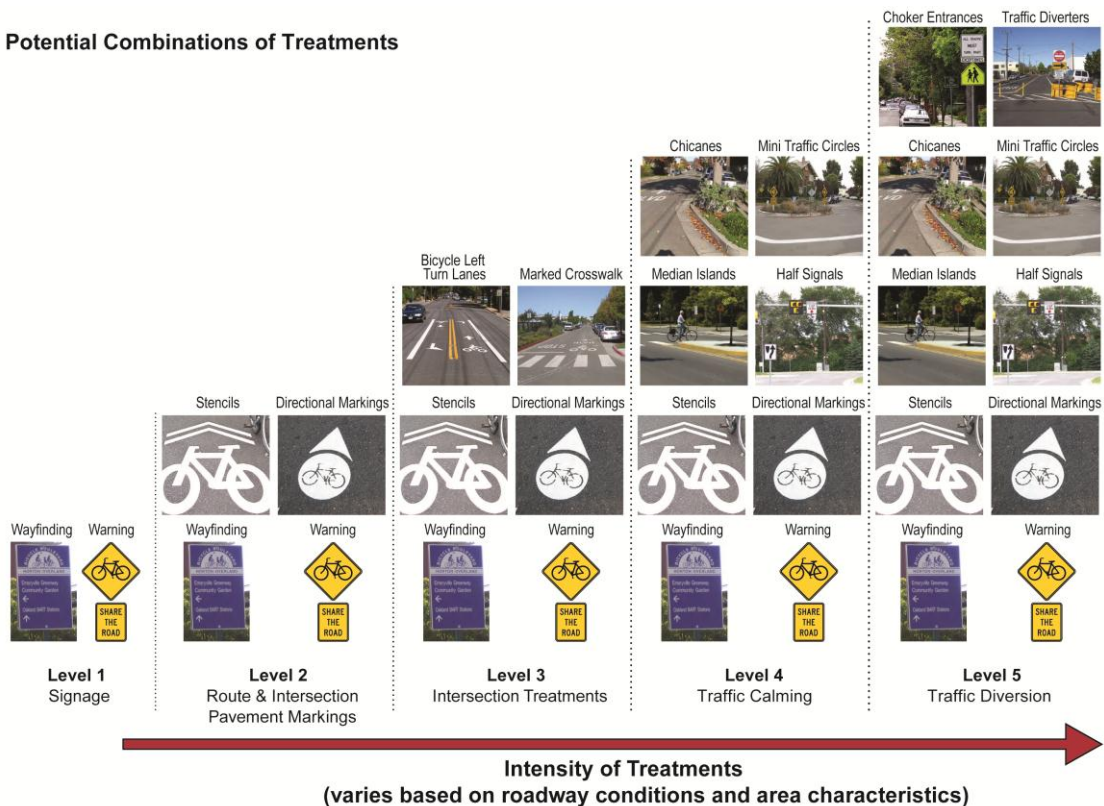 Potential Combinations of Treatments
Choker Entrances
Traffic Diverters
Chicanes
Mini Traffic Circles
Chicanes
Mini Traffic Circles
Bicycle Left
Turn Lanes
Marked Crosswalk
Median Islands
Half Signals
Median Islands
Half Signals
Stencils
Directional Markings
Stencils
Directional Markings
Stencils
Directional Markings
Stencils
Directional Markings
Wayfinding
Warning
Wayfinding
Warning
Wayfinding
Warning
Wayfinding
Warning
Wayfinding
Warning
SHARE
THE
ROAD
SHARE
THE
ROAD
SHARE
THE
ROAD
SHARE
THE
ROAD
SHARE
THE
ROAD
Level 1
Signage
Level 2
Route & Intersection
Pavement Markings
Level 3
Intersection Treatments
Level 4
Traffic Calming
Level 5
Traffic Diversion
Intensity of Treatments
(varies based on roadway conditions and area characteristics)